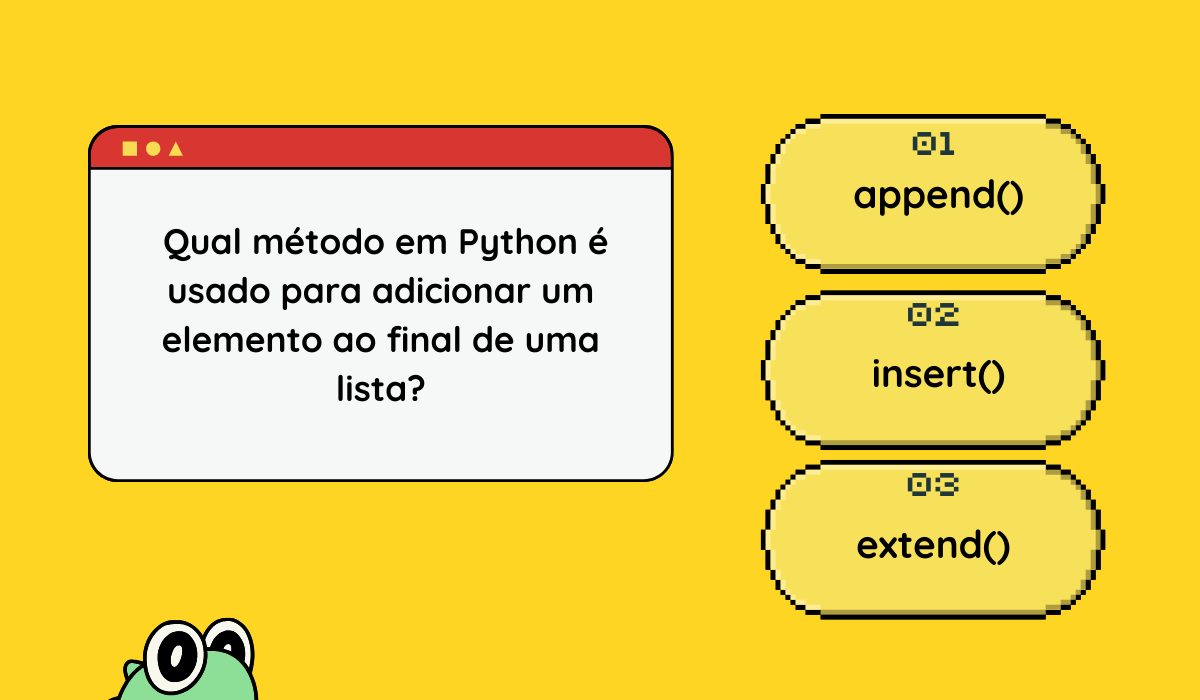 Qual método em Python é
usado para adicionar um
elemento ao final de uma
lista?
01
append()
02
insert()
03
extend()